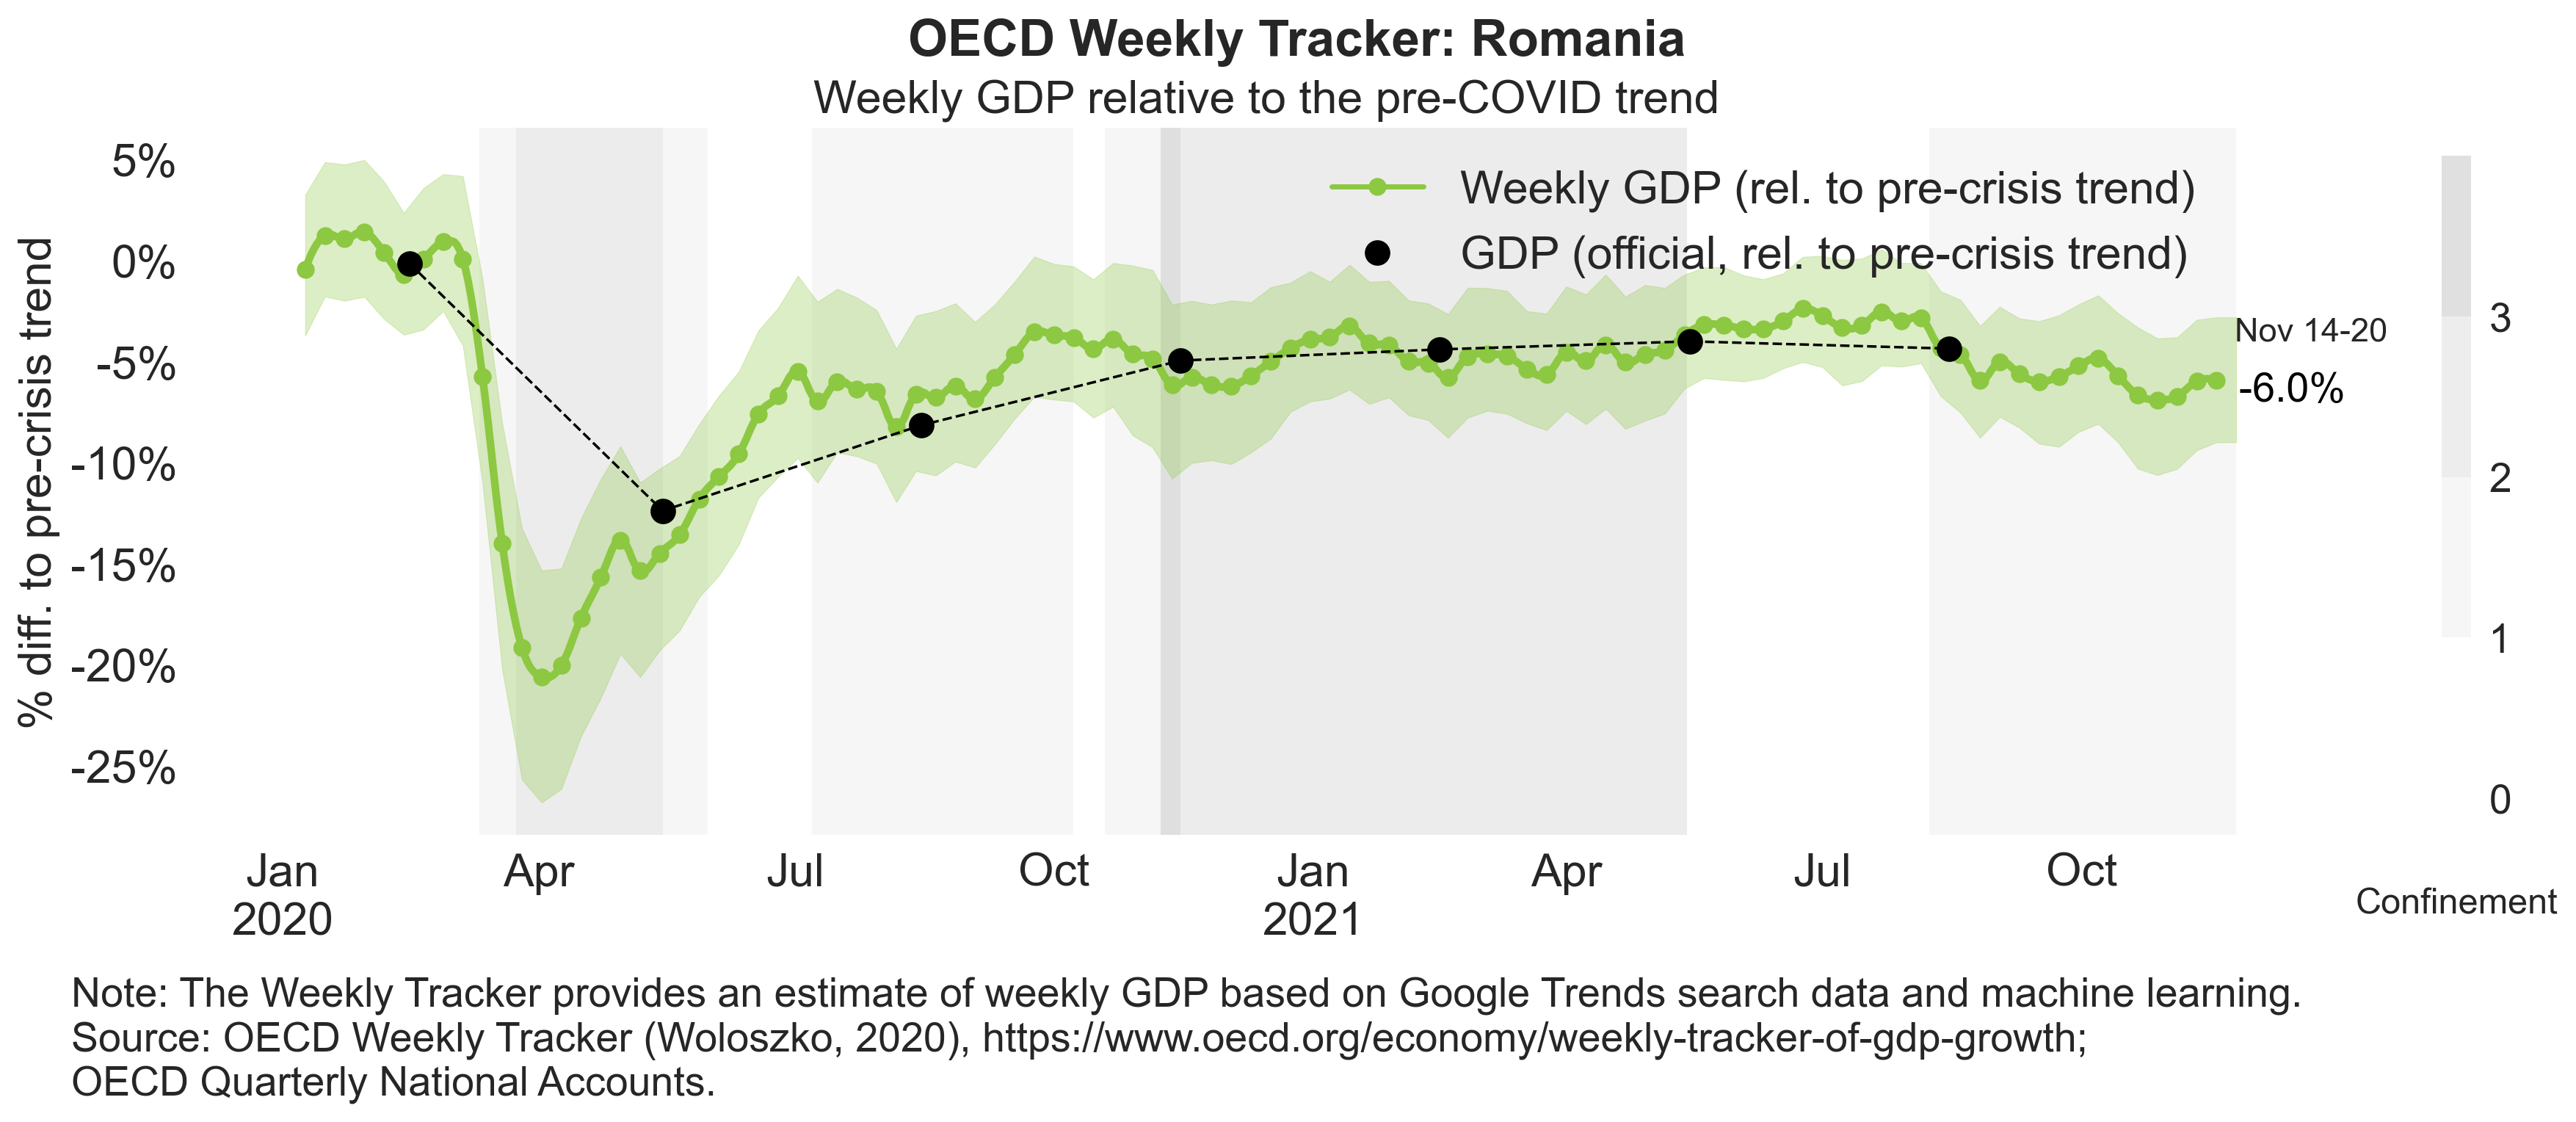 OECD Weekly Tracker: Romania
Weekly GDP relative to the pre-COVID trend
% diff. to pre-crisis trend
5%
0%
-5%
-10%
-15%
-20%
-25%
Weekly GDP (rel. to pre-crisis trend)
GDP (official, rel. to pre-crisis trend)
Nov 14-20
-6.0%
3
2
1
0
Confinement
Jan Apr Jul Oct Jan Apr Jul Oct
2020 2021
Note: The Weekly Tracker provides an estimate of weekly GDP based on Google Trends search data and machine learning.
Source: OECD Weekly Tracker (Woloszko, 2020), https://www.oecd.org/economy/weekly-tracker-of-gdp-growth;
OECD Quarterly National Accounts.